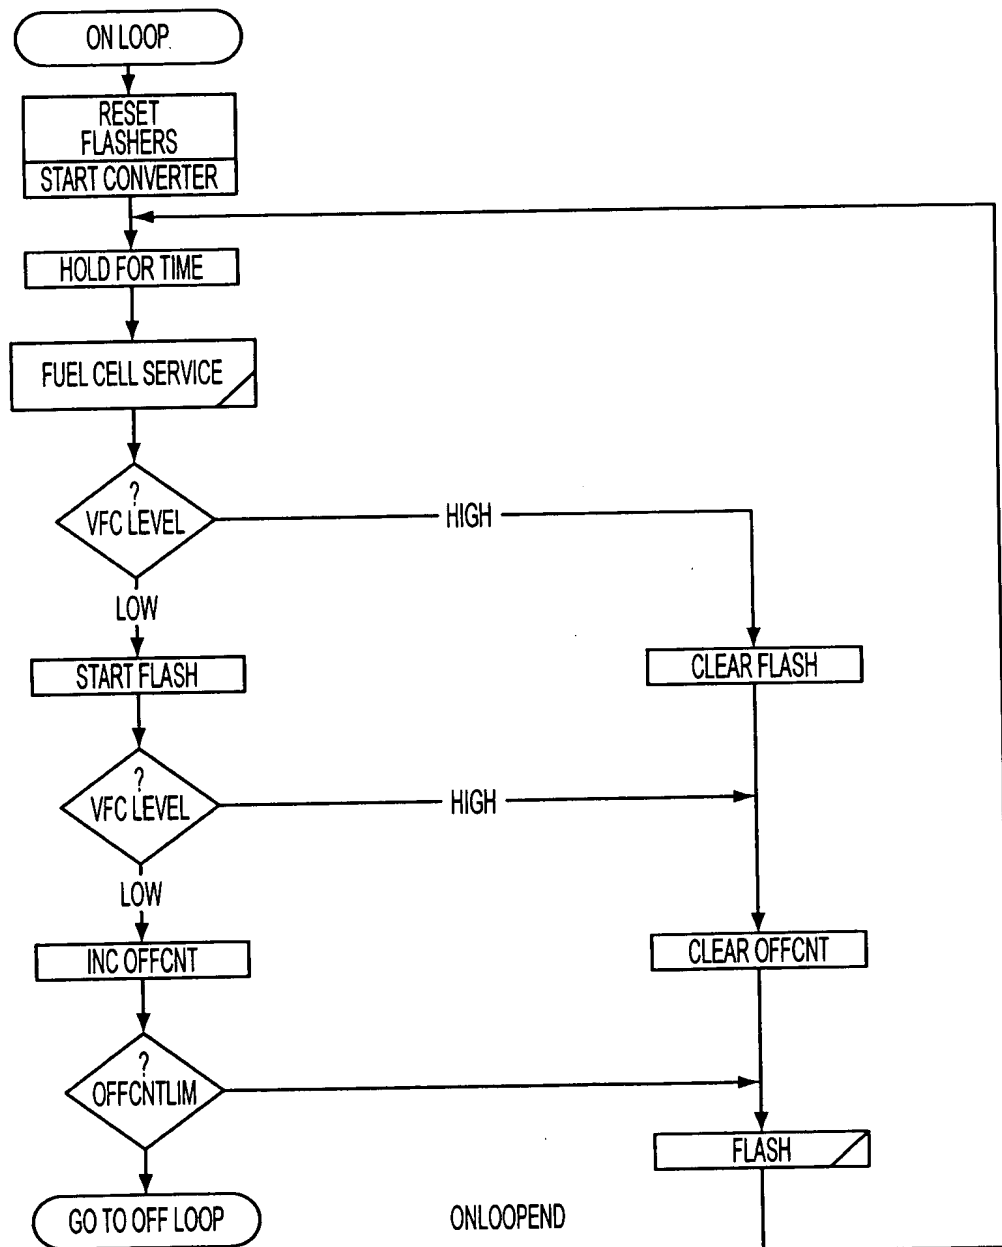 ON LOOP
RESET
FLASHERS
START CONVERTER
HOLD FOR TIME
FUEL CELL SERVICE
?
VFC LEVEL
HIGH
LOW
START FLASH
CLEAR FLASH
?
VFC LEVEL
HIGH
LOW
INC OFFCNT
CLEAR OFFCNT
?
OFFCNTLIM
FLASH
GO TO OFF LOOP
ONLOOPEND